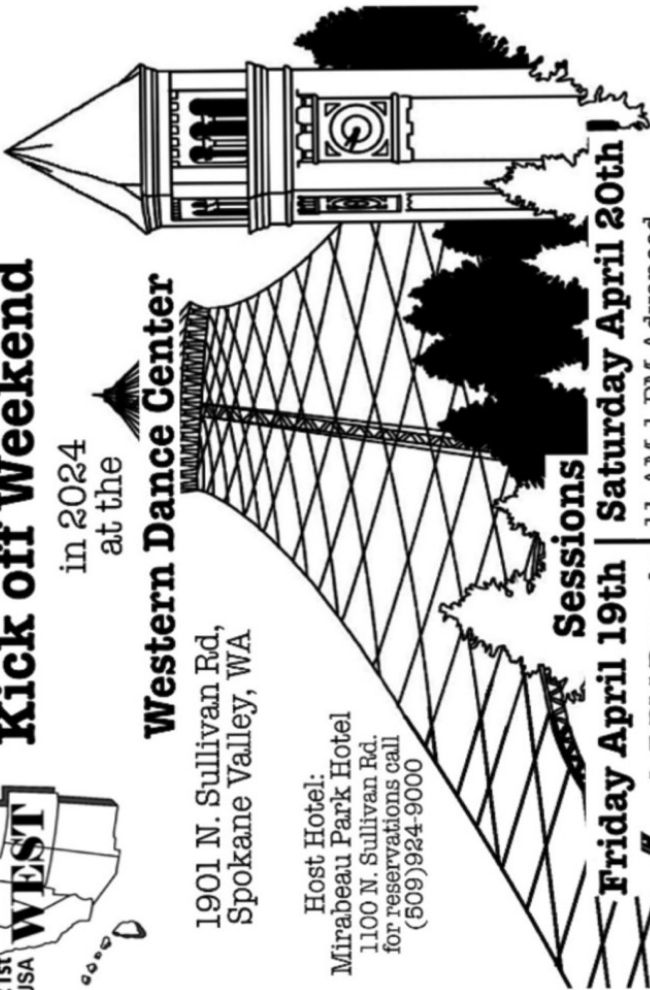 USA
WEST
Kick off Weekend
in 2024
at the
Western Dance Center
1901 N. Sullivan Rd,
Spokane Valley, WA
Host Hotel:
Mirabeau Park Hotel
1100 N. Sullivan Rd.
for reservations call
(509)924-9000
Sessions
Friday April 19th | Saturday April 20th